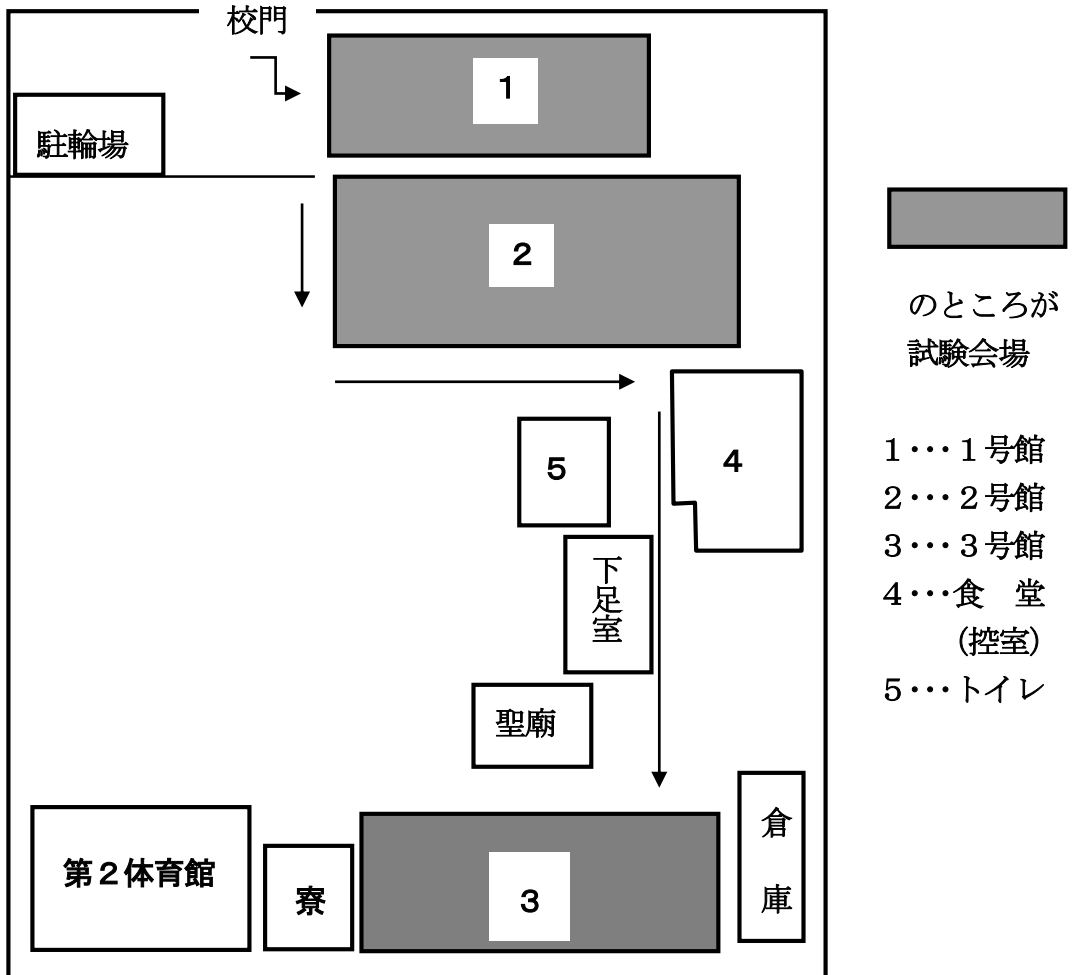 校門
1
駐輪場
2
5
4
下足室
聖廟
倉庫
第２体育館
寮
3
のところが
試験会場
１･･･１号館
２･･･２号館
３･･･３号館
４･･･食　堂
（控室）
５･･･トイレ